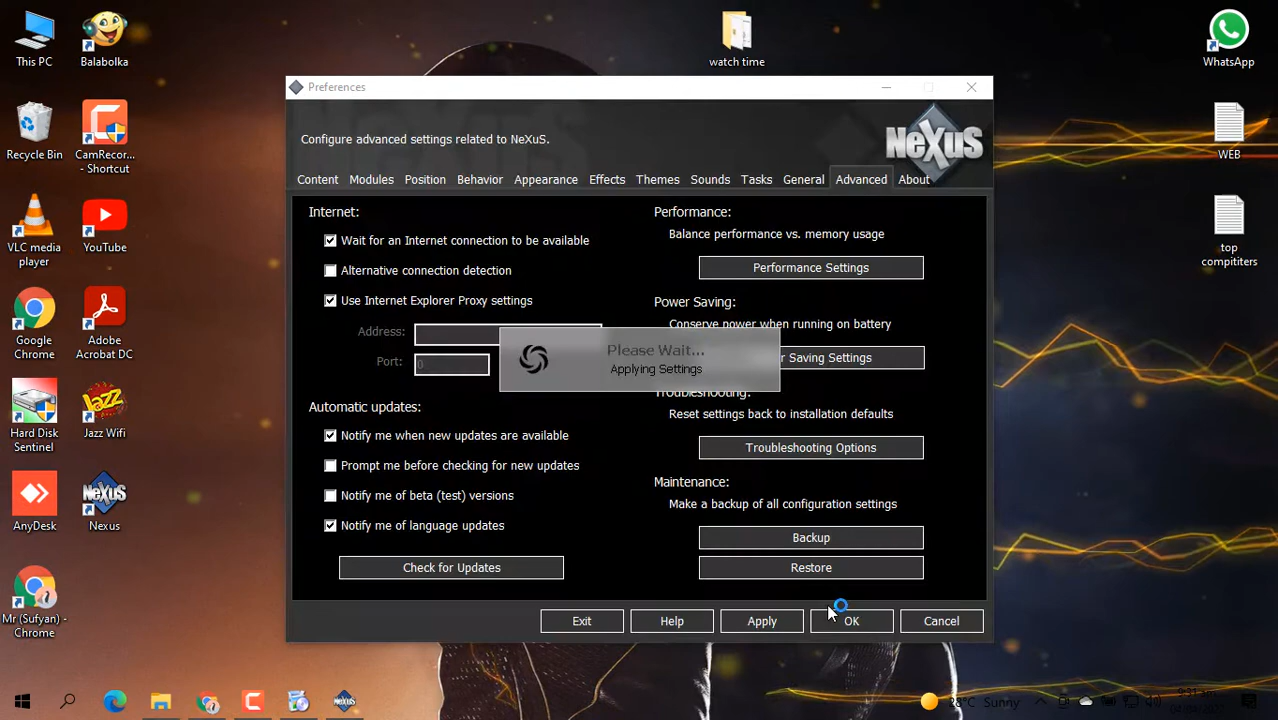 This PC
Balabolka
watch time
WhatsApp
Recycle Bin
CamRecor...
- Shortcut
WEB
VLC media
player
YouTube
top
compititers
Google
Chrome
Adobe
Acrobat DC
Hard Disk
Sentinel
Jazz Wifi
AnyDesk
Nexus
Mr (Sufyan) -
Chrome
Preferences
Configure advanced settings related to NeXuS.
NeXuS
Content Modules Position Behavior Appearance Effects Themes Sounds Tasks General Advanced About
Internet:
Wait for an Internet connection to be available
Alternative connection detection
Use Internet Explorer Proxy settings
Address:
Port: 0
Automatic updates:
Notify me when new updates are available
Prompt me before checking for new updates
Notify me of beta (test) versions
Notify me of language updates
Check for Updates
Performance:
Balance performance vs. memory usage
Performance Settings
Power Saving:
Conserve power when running on battery
r Saving Settings
Troubleshooting:
Reset settings back to installation defaults
Troubleshooting Options
Maintenance:
Make a backup of all configuration settings
Backup
Restore
Please Wait...
Applying Settings
Exit Help Apply OK Cancel
28°C Sunny